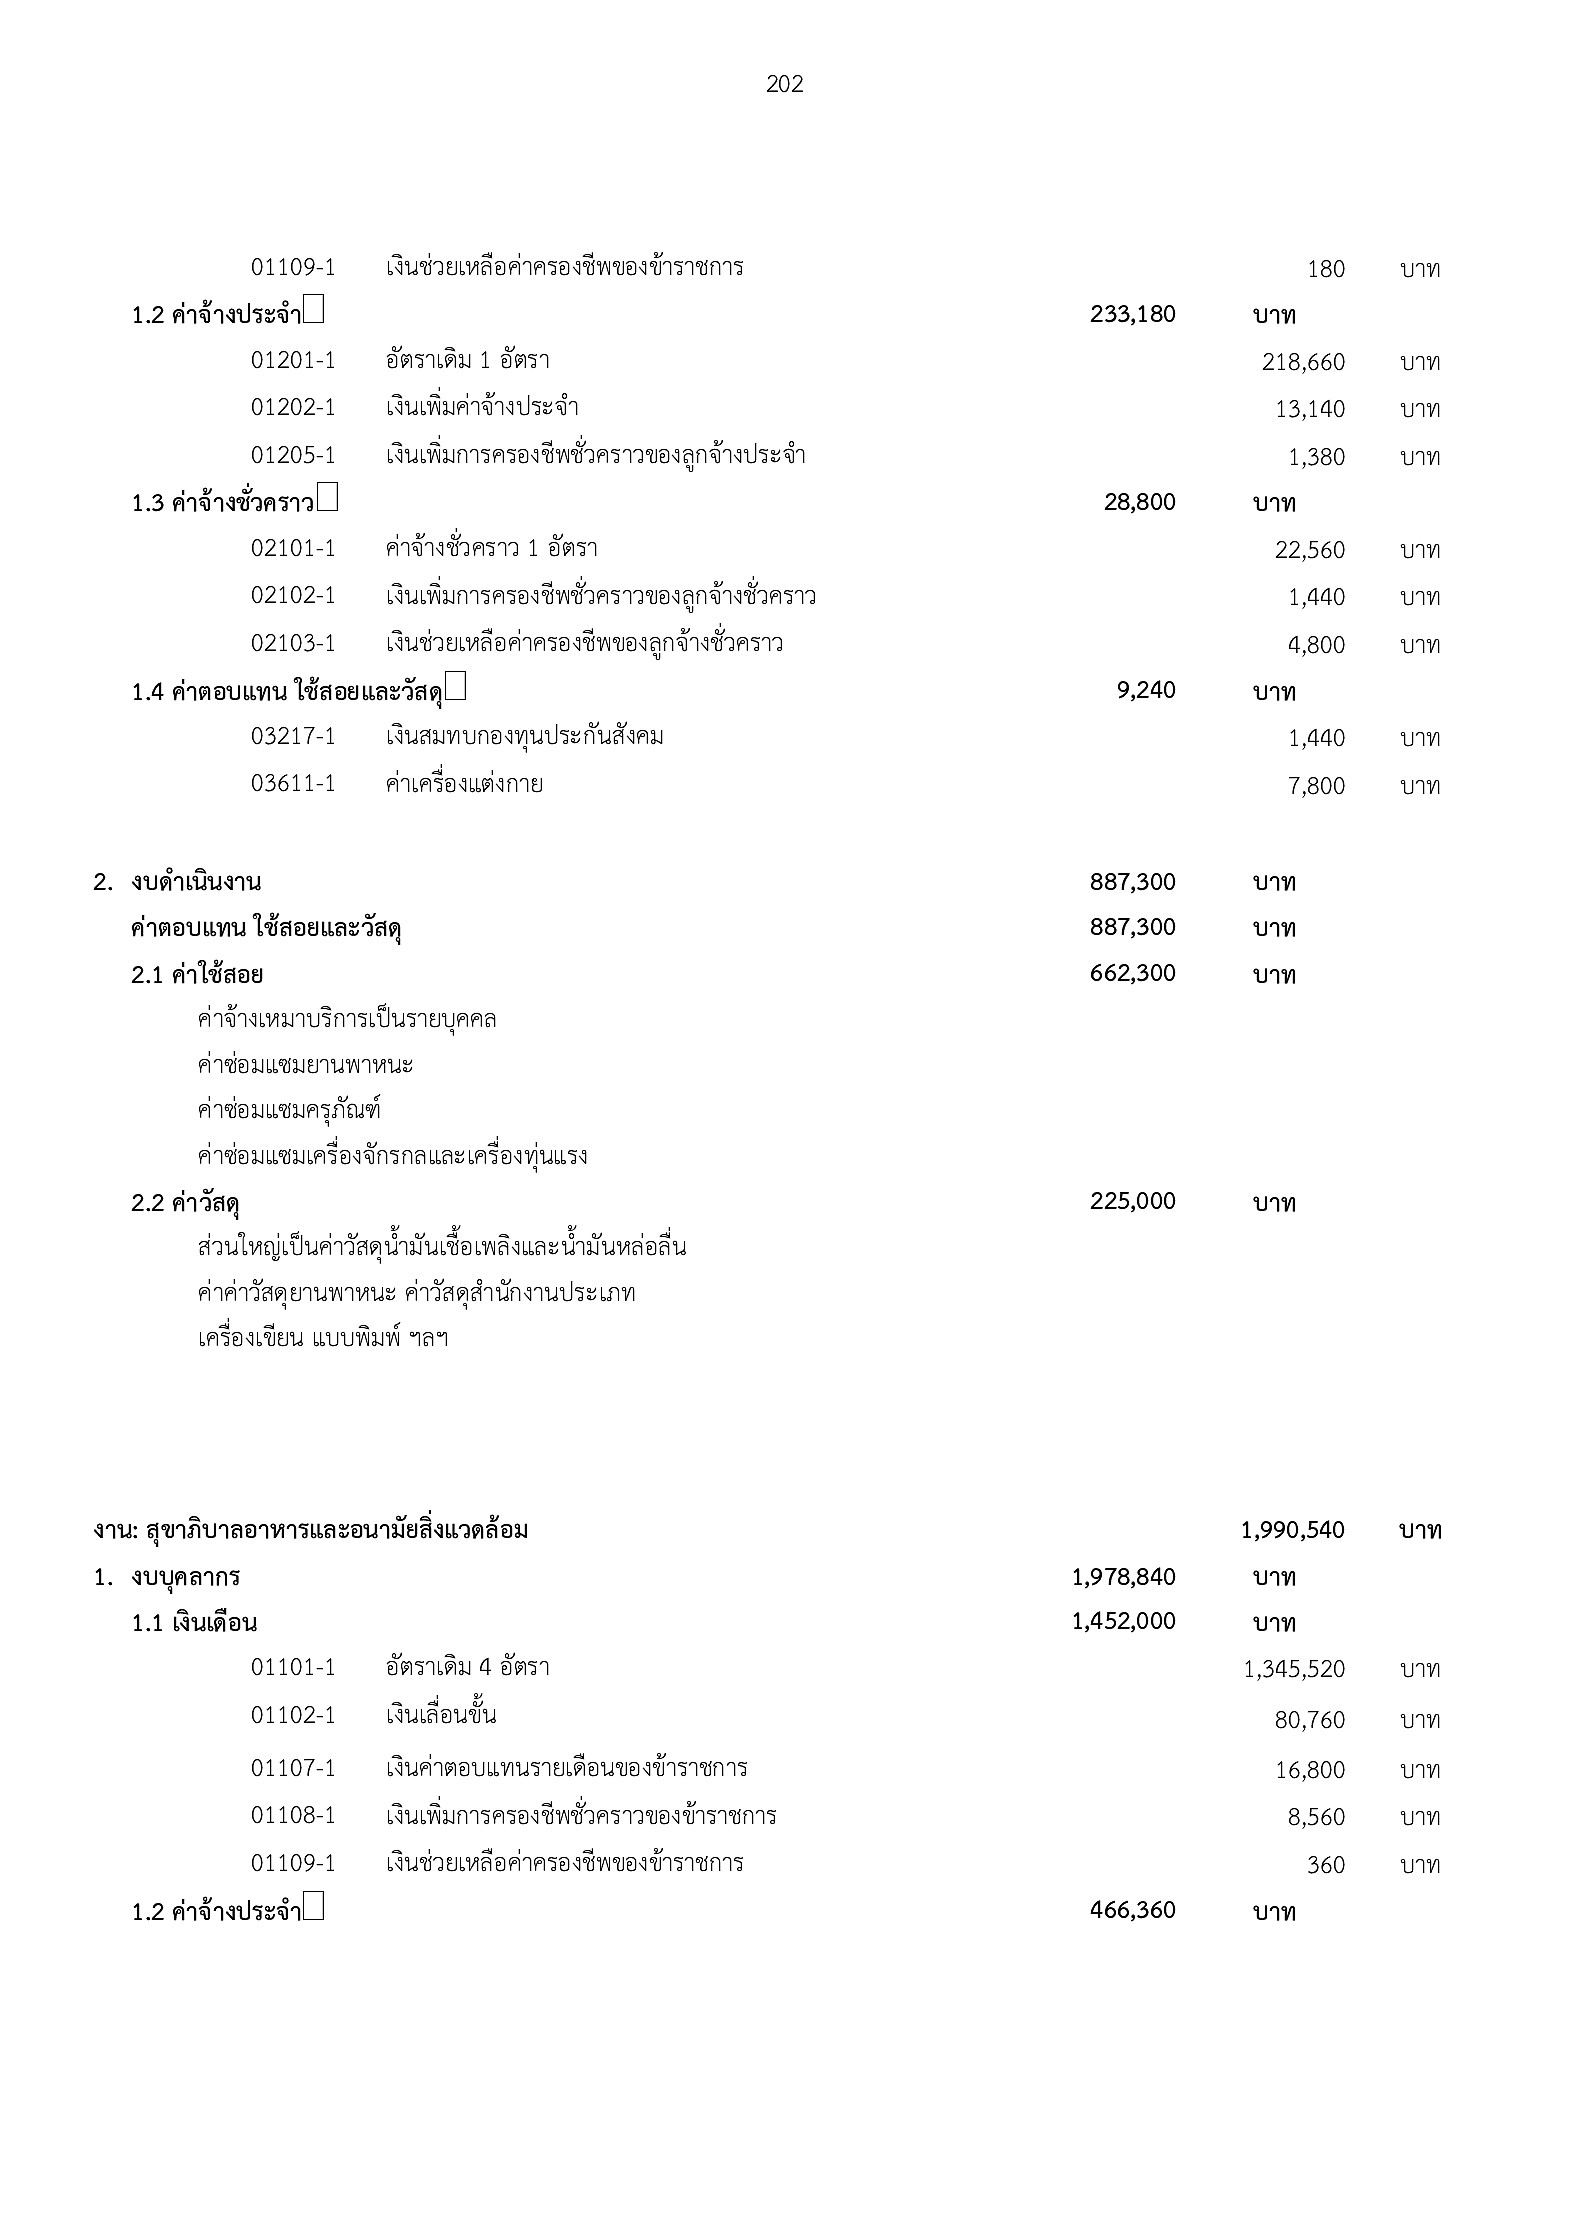 202
01109-1 เงินช่วยเหลือค่าครองชีพของข้าราชการ 180 บาท
1.2 ค่าจ้างประจำ 233,180 บาท
01201-1 อัตราเดิม 1 อัตรา 218,660 บาท
01202-1 เงินเพิ่มค่าจ้างประจำ 13,140 บาท
01205-1 เงินเพิ่มการครองชีพชั่วคราวของลูกจ้างประจำ 1,380 บาท
1.3 ค่าจ้างชั่วคราว 28,800 บาท
02101-1 ค่าจ้างชั่วคราว 1 อัตรา 22,560 บาท
02102-1 เงินเพิ่มการครองชีพชั่วคราวของลูกจ้างชั่วคราว 1,440 บาท
02103-1 เงินช่วยเหลือค่าครองชีพของลูกจ้างชั่วคราว 4,800 บาท
1.4 ค่าตอบแทน ใช้สอยและวัสดุ 9,240 บาท
03217-1 เงินสมทบกองทุนประกันสังคม 1,440 บาท
03611-1 ค่าเครื่องแต่งกาย 7,800 บาท
2. งบดำเนินงาน 887,300 บาท
ค่าตอบแทน ใช้สอยและวัสดุ 887,300 บาท
2.1 ค่าใช้สอย 662,300 บาท
ค่าจ้างเหมาบริการเป็นรายบุคคล
ค่าซ่อมแซมยานพาหนะ
ค่าซ่อมแซมครุภัณฑ์
ค่าซ่อมแซมเครื่องจักรกลและเครื่องทุ่นแรง
2.2 ค่าวัสดุ 225,000 บาท
ส่วนใหญ่เป็นค่าวัสดุน้ำมันเชื้อเพลิงและน้ำมันหล่อลื่น
ค่าค่าวัสดุยานพาหนะ ค่าวัสดุสำนักงานประเภท
เครื่องเขียน แบบพิมพ์ ฯลฯ
งาน: สุขาภิบาลอาหารและอนามัยสิ่งแวดล้อม 1,990,540 บาท
1. งบบุคลากร 1,978,840 บาท
1.1 เงินเดือน 1,452,000 บาท
01101-1 อัตราเดิม 4 อัตรา 1,345,520 บาท
01102-1 เงินเลื่อนขั้น 80,760 บาท
01107-1 เงินค่าตอบแทนรายเดือนของข้าราชการ 16,800 บาท
01108-1 เงินเพิ่มการครองชีพชั่วคราวของข้าราชการ 8,560 บาท
01109-1 เงินช่วยเหลือค่าครองชีพของข้าราชการ 360 บาท
1.2 ค่าจ้างประจำ 466,360 บาท